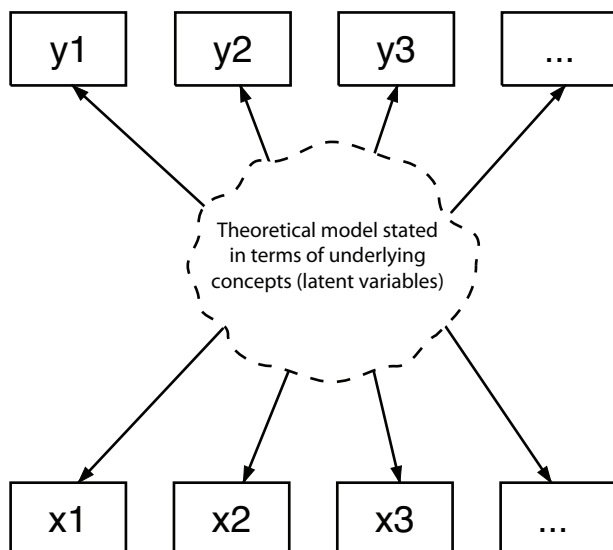 y1 y2 y3 ...
Theoretical model stated
in terms of underlying
concepts (latent variables)
x1 x2 x3 ...